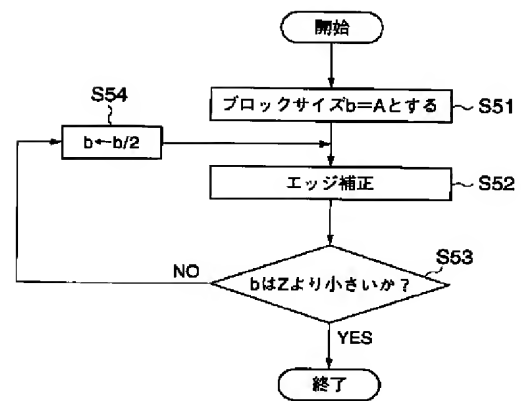 開始
ブロックサイズb=Aとする
S51
S54
b←b/2
エッジ補正
S52
S53
bはZより小さいか？
NO
YES
終了